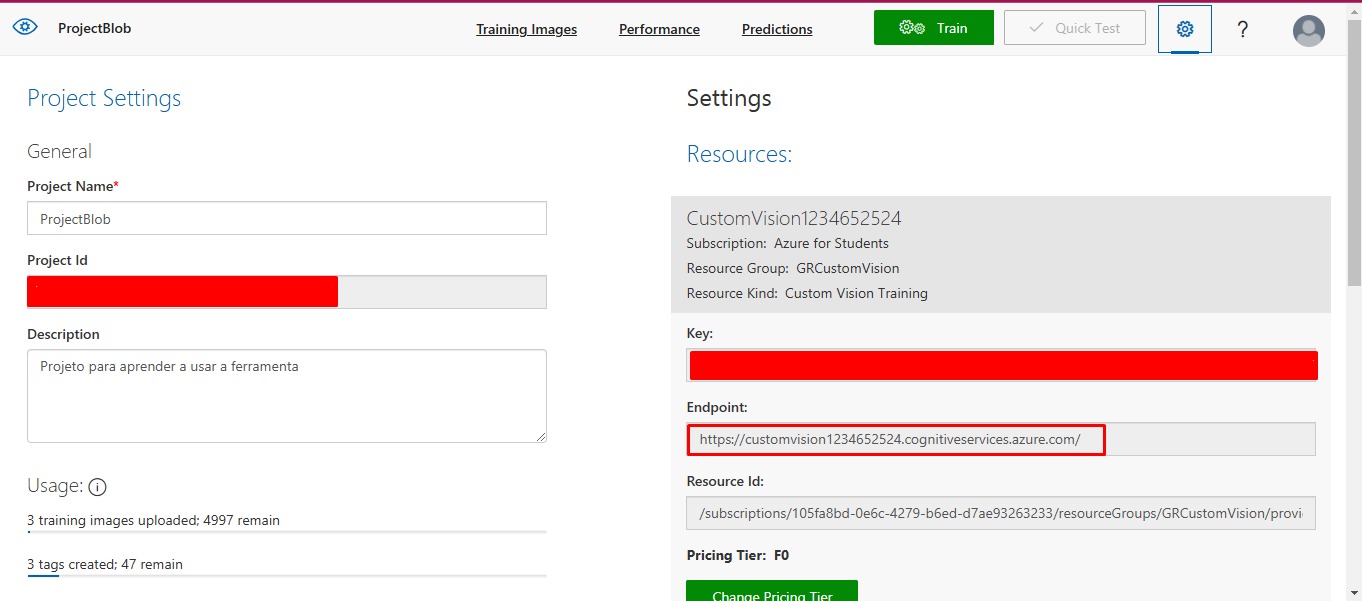 ProjectBlob
Training Images
Performance
Predictions
Train
Quick Test
?
Project Settings
General
Project Name*
ProjectBlob
Project Id
Description
Projeto para aprender a usar a ferramenta
Usage:
3 training images uploaded; 4997 remain
3 tags created; 47 remain
Settings
Resources:
CustomVision1234652524
Subscription: Azure for Students
Resource Group: GRCustomVision
Resource Kind: Custom Vision Training
Key:
Endpoint:
https://customvision1234652524.cognitiveservices.azure.com/
Resource Id:
/subscriptions/105fa8bd-0e6c-4279-b6ed-d7ae93263233/resourceGroups/GRCustomVision/provi
Pricing Tier: F0
Change Pricing Tier